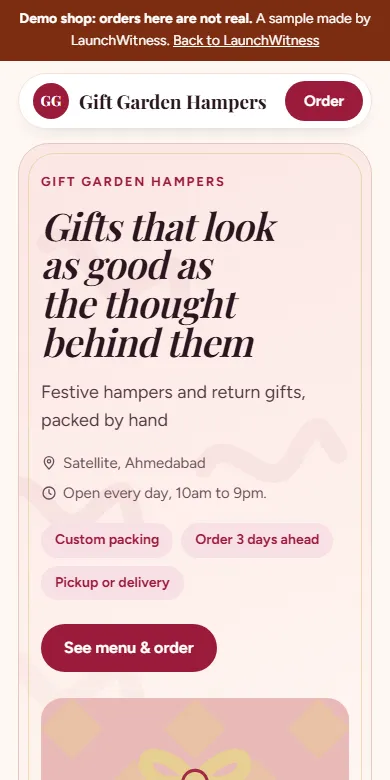 Demo shop: orders here are not real. A sample made by
LaunchWitness. Back to LaunchWitness
GG Gift Garden Hampers Order
GIFT GARDEN HAMPERS
Gifts that look
as good as
the thought
behind them
Festive hampers and return gifts,
packed by hand
Satellite, Ahmedabad
Open every day, 10am to 9pm.
Custom packing Order 3 days ahead
Pickup or delivery
See menu & order